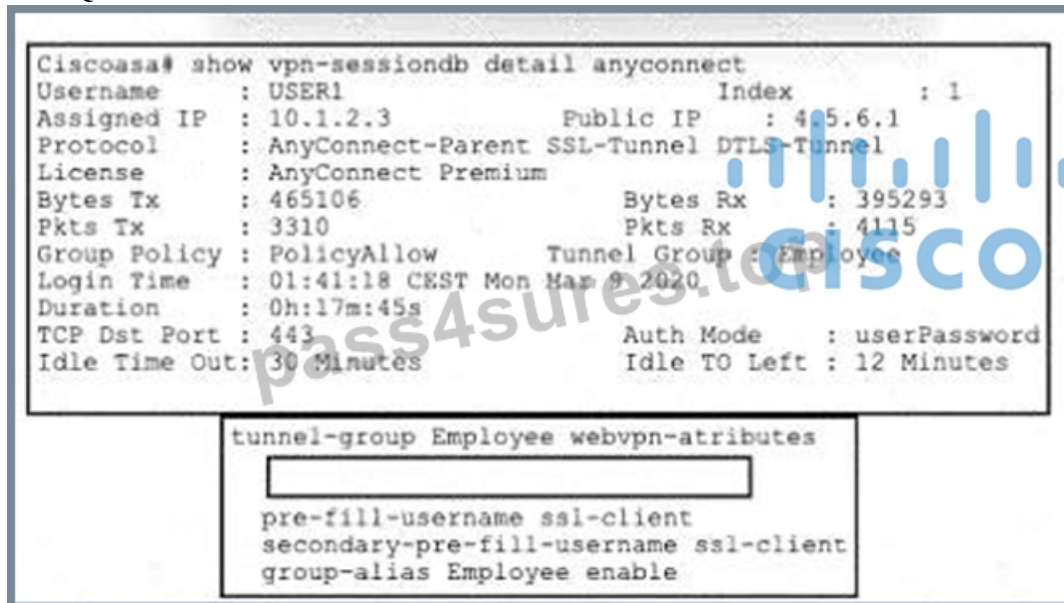 Ciscoasa# show vpn-sessiondb detail anyconnect
Username : USER1 Index : 1
Assigned IP : 10.1.2.3 Public IP : 4.5.6.1
Protocol : AnyConnect-Parent SSL-Tunnel DTLS-Tunnel
License : AnyConnect Premium
Bytes Tx : 465106 Bytes Rx : 395293
Pkts Tx : 3310 Pkts Rx : 4115
Group Policy : PolicyAllow Tunnel Group : Employee
Login Time : 01:41:18 CEST Mon Mar 9 2020
Duration : 0h:17m:45s
TCP Dst Port : 443 Auth Mode : userPassword
Idle Time Out: 30 Minutes Idle TO Left : 12 Minutes
CISCO
pass4sures.top
tunnel-group Employee webvpn-atributes
pre-fill-username ssl-client
secondary-pre-fill-username ssl-client
group-alias Employee enable